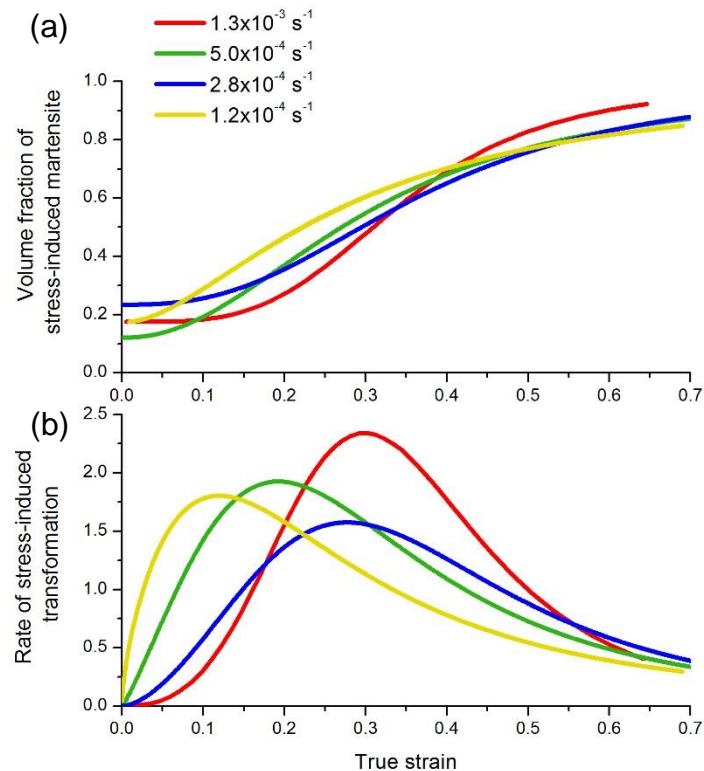 (a)
1.3x10⁻³ s⁻¹
5.0x10⁻⁴ s⁻¹
2.8x10⁻⁴ s⁻¹
1.2x10⁻⁴ s⁻¹
Volume fraction of
stress-induced martensite
1.0
0.8
0.6
0.4
0.2
0.0
0.0 0.1 0.2 0.3 0.4 0.5 0.6 0.7
(b)
Rate of stress-induced
transformation
2.5
2.0
1.5
1.0
0.5
0.0
0.0 0.1 0.2 0.3 0.4 0.5 0.6 0.7
True strain